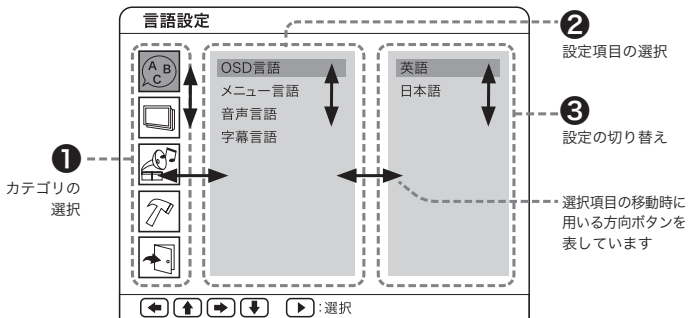 言語設定
A B C
OSD言語
メニュー言語
音声言語
字幕言語
英語
日本語
❶
カテゴリの
選択
❷
設定項目の選択
❸
設定の切り替え
選択項目の移動時に
用いる方向ボタンを
表しています
:選択